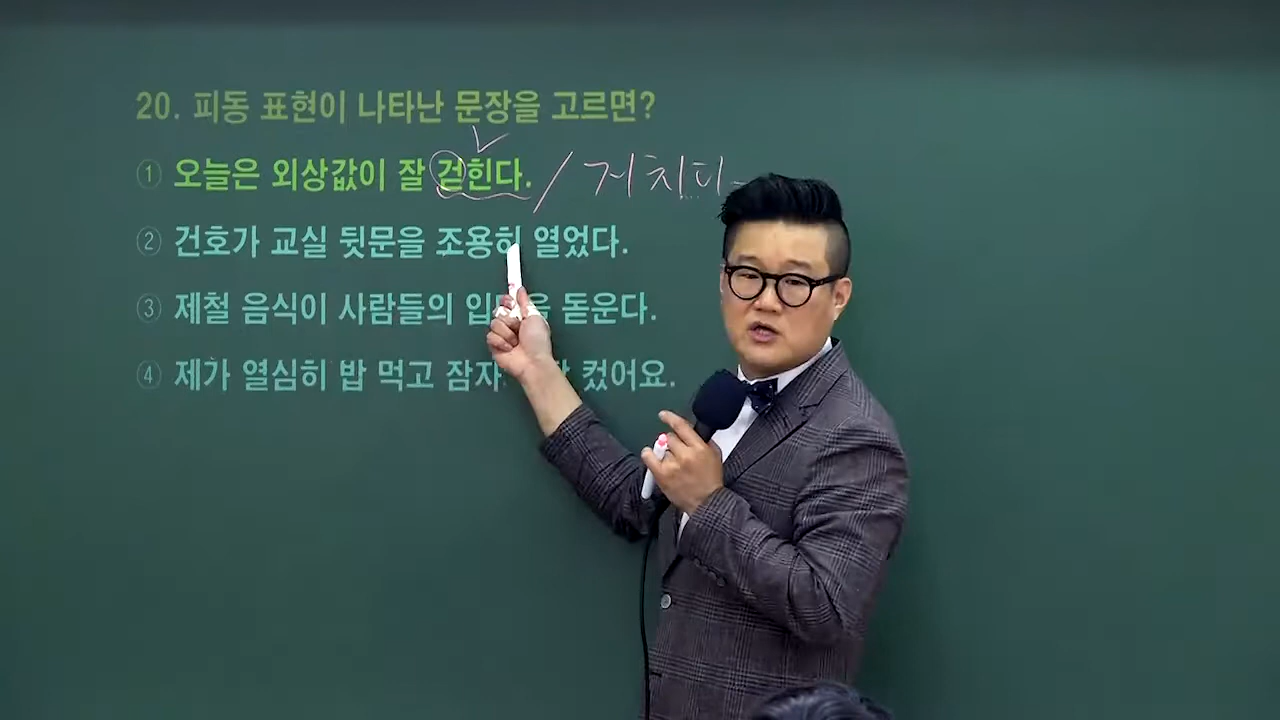 20. 피동 표현이 나타난 문장을 고르면?
① 오늘은 외상값이 잘 걷힌다. / 거치다
② 건호가 교실 뒷문을 조용히 열었다.
③ 제철 음식이 사람들의 돋운다.
④ 제가 열심히 밥 먹고 컸어요.